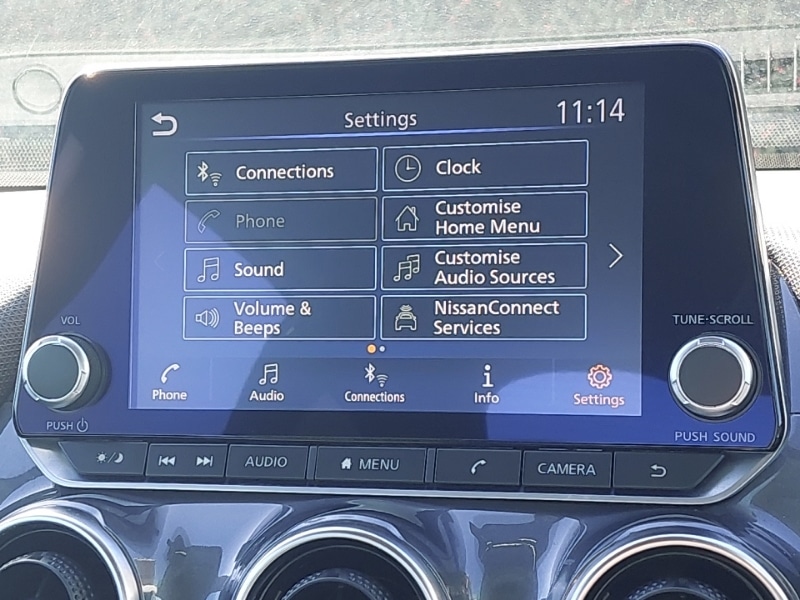 Settings
11:14
Connections
Clock
Phone
Customise
Home Menu
Sound
Customise
Audio Sources
Volume &
Beeps
NissanConnect
Services
Phone
Audio
Connections
Info
Settings
VOL
PUSH
TUNE·SCROLL
PUSH SOUND
AUDIO
MENU
CAMERA